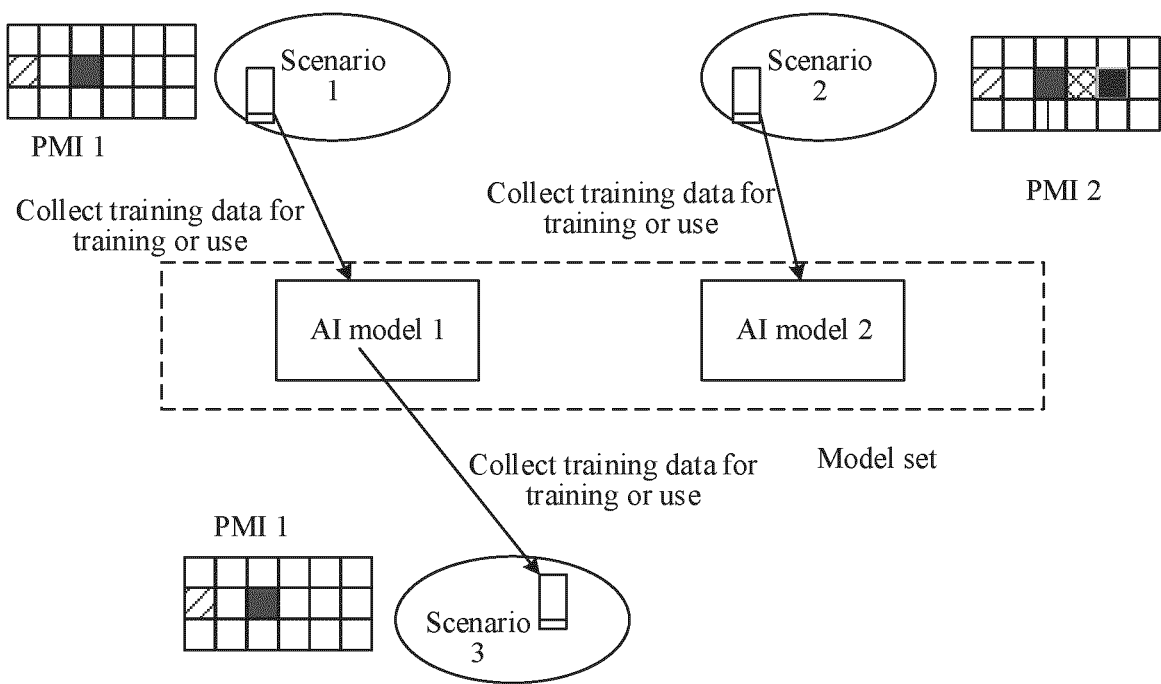 Scenario
1
Scenario
2
PMI 1
PMI 2
Collect training data for
training or use
Collect training data for
training or use
AI model 1
AI model 2
Model set
Collect training data for
training or use
PMI 1
Scenario
3